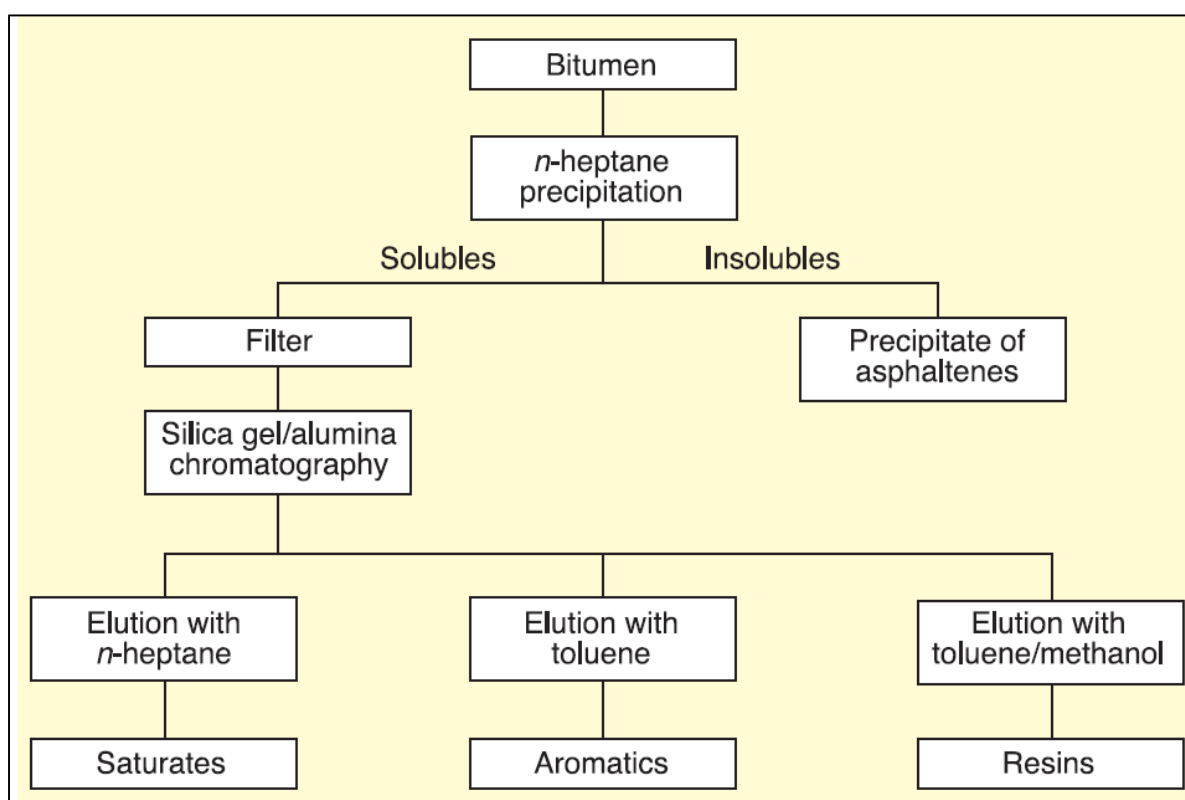 Bitumen
n-heptane
precipitation
Solubles
Insolubles
Filter
Precipitate of
asphaltenes
Silica gel/alumina
chromatography
Elution with
n-heptane
Elution with
toluene
Elution with
toluene/methanol
Saturates
Aromatics
Resins